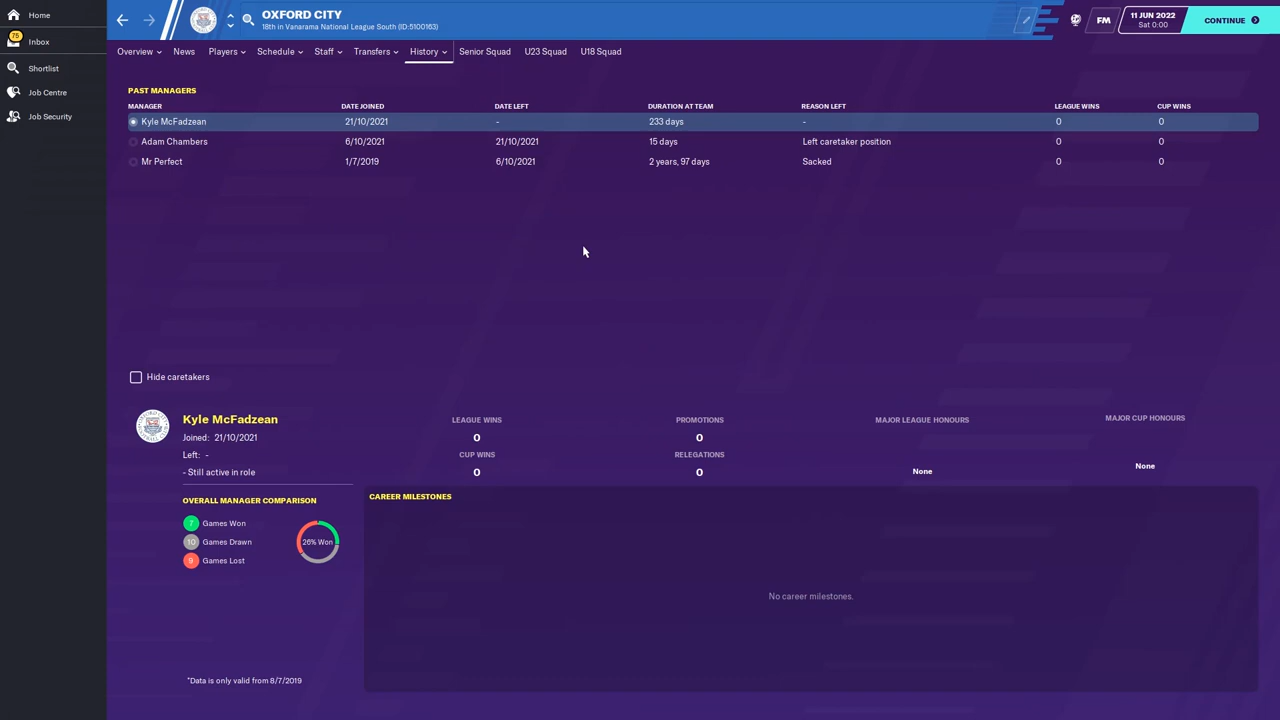 Home
75
Inbox
Shortlist
Job Centre
Job Security
OXFORD CITY
18th in Vanarama National League South (ID:5100163)
FM
11 JUN 2022
Sat 0:00
CONTINUE
Overview
News
Players
Schedule
Staff
Transfers
History
Senior Squad
U23 Squad
U18 Squad
PAST MANAGERS
MANAGER DATE JOINED DATE LEFT DURATION AT TEAM REASON LEFT LEAGUE WINS CUP WINS
Kyle McFadzean 21/10/2021 - 233 days - 0 0
Adam Chambers 6/10/2021 21/10/2021 15 days Left caretaker position 0 0
Mr Perfect 1/7/2019 6/10/2021 2 years, 97 days Sacked 0 0
Hide caretakers
Kyle McFadzean
Joined: 21/10/2021
Left: -
- Still active in role
LEAGUE WINS
0
CUP WINS
0
PROMOTIONS
0
RELEGATIONS
0
MAJOR LEAGUE HONOURS
None
MAJOR CUP HONOURS
None
OVERALL MANAGER COMPARISON
7 Games Won
10 Games Drawn
9 Games Lost
26% Won
CAREER MILESTONES
No career milestones.
*Data is only valid from 8/7/2019